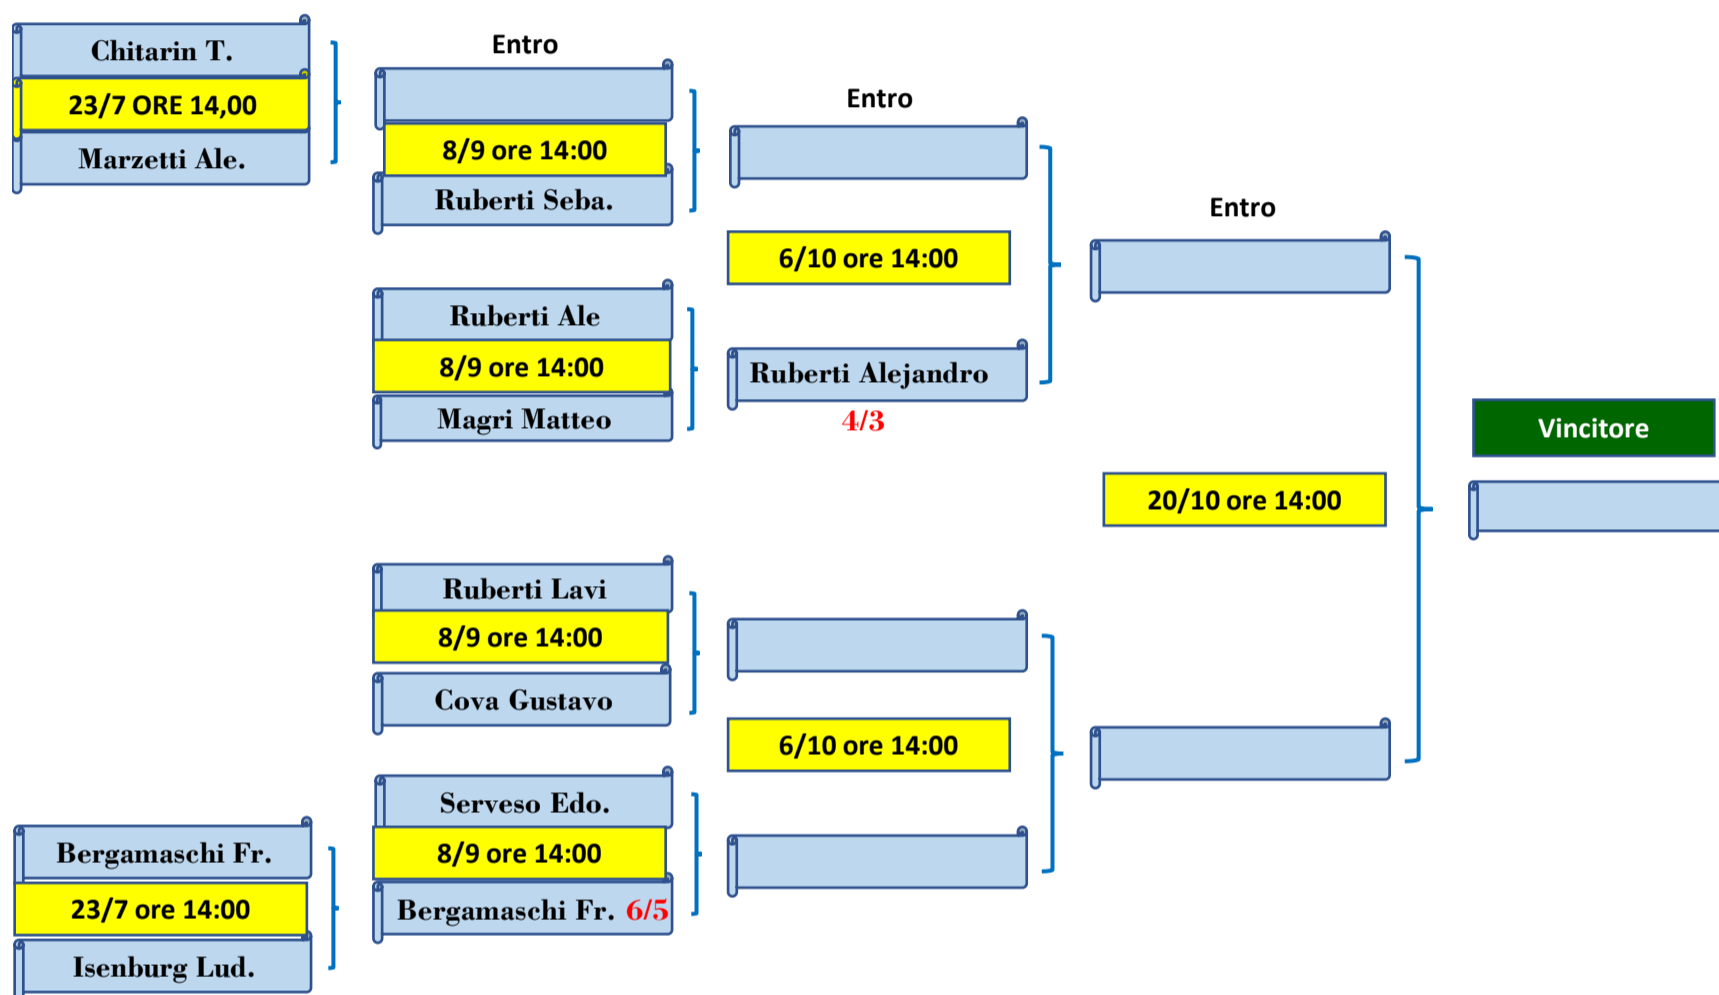 Chitarin T.
23/7 ORE 14,00
Marzetti Ale.
Entro
8/9 ore 14:00
Ruberti Seba.
Entro
6/10 ore 14:00
Ruberti Ale
8/9 ore 14:00
Magri Matteo
Ruberti Alejandro
4/3
Entro
20/10 ore 14:00
Vincitore
Ruberti Lavi
8/9 ore 14:00
Cova Gustavo
6/10 ore 14:00
Serveso Edo.
8/9 ore 14:00
Bergamaschi Fr. 6/5
Bergamaschi Fr.
23/7 ore 14:00
Isenburg Lud.